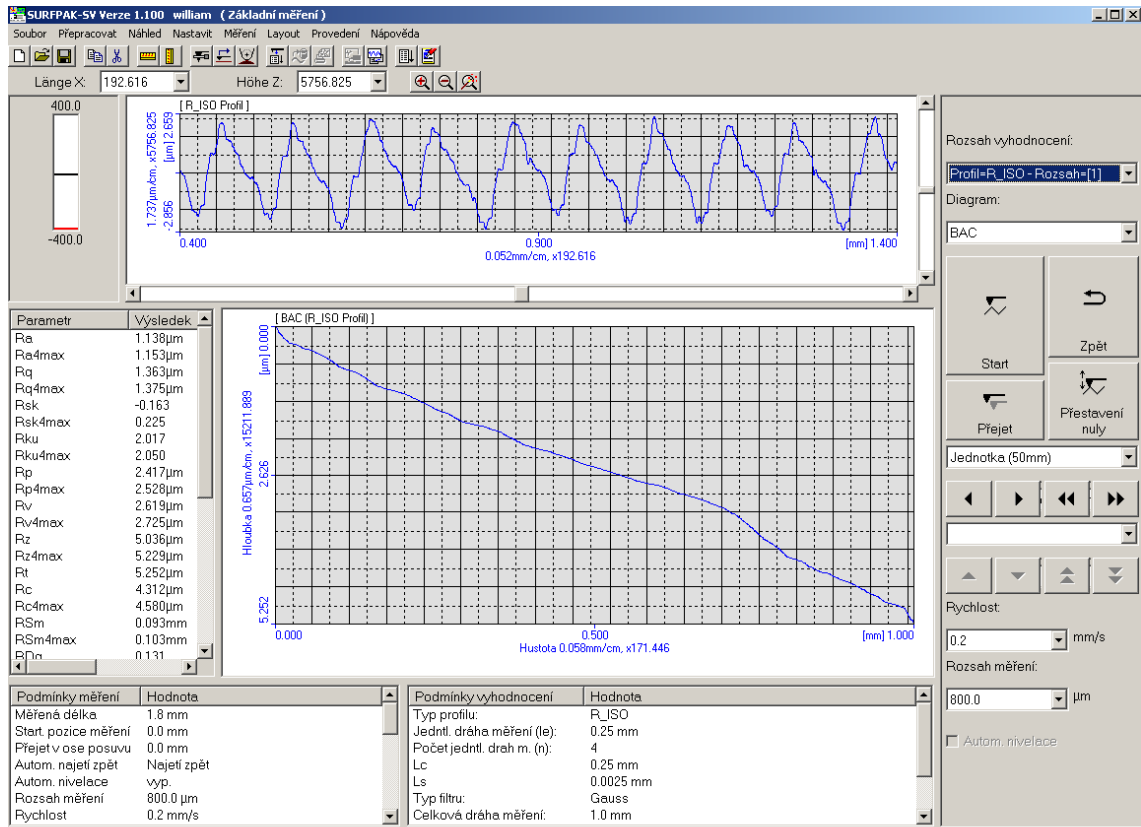 SURFPAK-SV Verze 1.100 william ( Základní měření )
Soubor Přepracovat Náhled Nastavit Měření Layout Provedení Nápověda
Länge X: 192.616 Höhe Z: 5756.825
400.0
-400.0
[ R_ISO Profil ]
1.737µm/cm, x5756.825
-2.856 [µm] 2.659
0.400 0.900 [mm] 1.400
0.052mm/cm, x192.616
Parametr Výsledek
Ra 1.138µm
Ra4max 1.153µm
Rq 1.363µm
Rq4max 1.375µm
Rsk -0.163
Rsk4max 0.225
Rku 2.017
Rku4max 2.050
Rp 2.417µm
Rp4max 2.528µm
Rv 2.619µm
Rv4max 2.725µm
Rz 5.036µm
Rz4max 5.229µm
Rt 5.252µm
Rc 4.312µm
Rc4max 4.580µm
RSm 0.093mm
RSm4max 0.103mm
RDq 0.131
[ BAC (R_ISO Profil) ]
Hloubka 0.657µm/cm, x15211.889
5.252 2.626 [µm] 0.000
0.000 0.500 [mm] 1.000
Hustota 0.058mm/cm, x171.446
Rozsah vyhodnocení:
Profil=R_ISO - Rozsah=[1]
Diagram:
BAC
Start
Zpět
Přejet
Přestavení
nuly
Jednotka (50mm)
Rychlost:
0.2 mm/s
Rozsah měření:
800.0 µm
Autom. nivelace
Podmínky měření Hodnota
Měřená délka 1.8 mm
Start. pozice měření 0.0 mm
Přejet v ose posuvu 0.0 mm
Autom. najetí zpět Najetí zpět
Autom. nivelace vyp.
Rozsah měření 800.0 µm
Rychlost 0.2 mm/s
Podmínky vyhodnocení Hodnota
Typ profilu: R_ISO
Jedntl. dráha měření (le): 0.25 mm
Počet jedntl. drah m. (n): 4
Lc 0.25 mm
Ls 0.0025 mm
Typ filtru: Gauss
Celková dráha měření: 1.0 mm